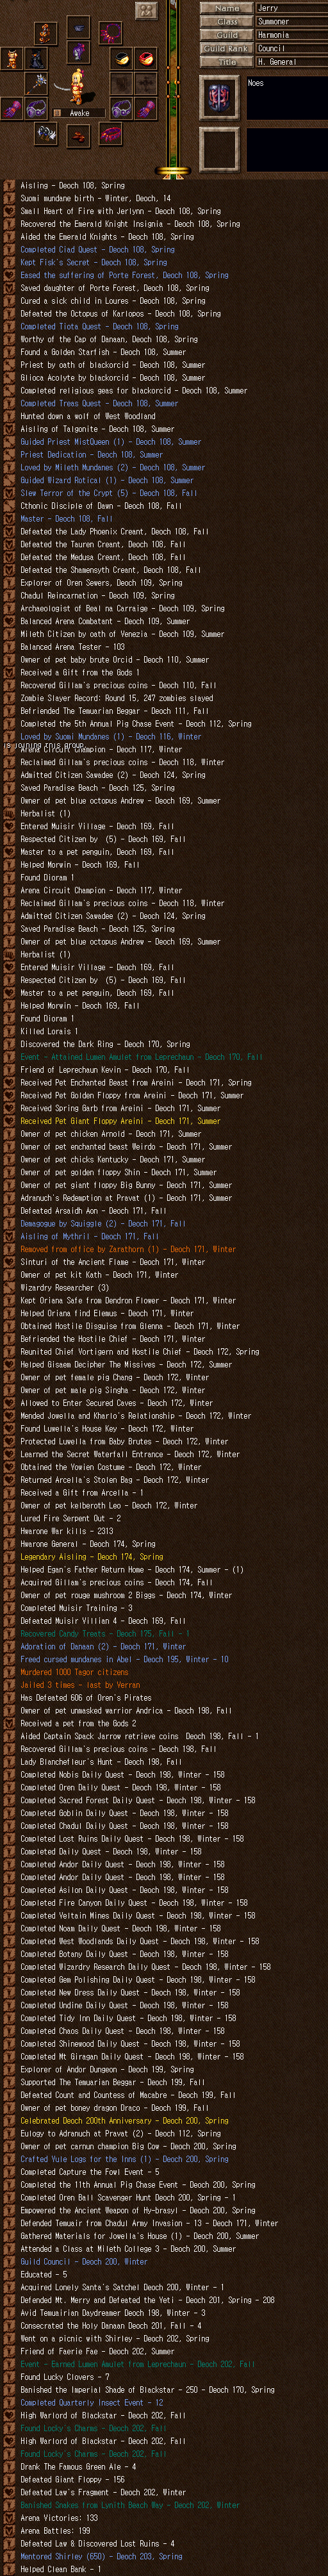 Name Jerry
Class Summoner
Guild Harmonia
Guild Rank Council
Title H. General
Noes
Awake
Aisling - Deoch 108, Spring
Suomi mundane birth - Winter, Deoch, 14
Small Heart of Fire with Jerlynn - Deoch 108, Spring
Recovered the Emerald Knight Insignia - Deoch 108, Spring
Aided the Emerald Knights - Deoch 108, Spring
Completed Ciad Quest - Deoch 108, Spring
Kept Fisk's Secret - Deoch 108, Spring
Eased the suffering of Porte Forest, Deoch 108, Spring
Saved daughter of Porte Forest, Deoch 108, Spring
Cured a sick child in Loures - Deoch 108, Spring
Defeated the Octopus of Karlopos - Deoch 108, Spring
Completed Tiota Quest - Deoch 108, Spring
Worthy of the Cap of Danaan, Deoch 108, Spring
Found a Golden Starfish - Deoch 108, Summer
Priest by oath of blackorcid - Deoch 108, Summer
Glioca Acolyte by blackorcid - Deoch 108, Summer
Completed religious geas for blackorcid - Deoch 108, Summer
Completed Treas Quest - Deoch 108, Summer
Hunted down a wolf of West Woodland
Aisling of Talgonite - Deoch 108, Summer
Guided Priest MistQueen (1) - Deoch 108, Summer
Priest Dedication - Deoch 108, Summer
Loved by Mileth Mundanes (2) - Deoch 108, Summer
Guided Wizard Rotical (1) - Deoch 108, Summer
Slew Terror of the Crypt (5) - Deoch 108, Fall
Cthonic Disciple of Danaan - Deoch 108, Fall
Master - Deoch 108, Fall
Defeated the Lady Phoenix Creant, Deoch 108, Fall
Defeated the Tauren Creant, Deoch 108, Fall
Defeated the Medusa Creant, Deoch 108, Fall
Defeated the Shamensyth Creant, Deoch 108, Fall
Explorer of Oren Sewers, Deoch 109, Spring
Chadul Reincarnation - Deoch 109, Spring
Archaeologist of Beal na Carraige - Deoch 109, Spring
Balanced Arena Combatant - Deoch 109, Summer
Mileth Citizen by oath of Venezia - Deoch 109, Summer
Balanced Arena Tester - 103
Owner of pet baby brute Orcid - Deoch 110, Summer
Received a Gift from the Gods 1
Recovered Gillam's precious coins - Deoch 110, Fall
Zombie Slayer Record: Round 15, 247 zombies slayed
Befriended The Temuarian Beggar - Deoch 111, Fall
Completed the 5th Annual Pig Chase Event - Deoch 112, Spring
Loved by Suomi Mundanes (1) - Deoch 116, Winter
is joining this group.
Arena Circuit Champion - Deoch 117, Winter
Reclaimed Gillam's precious coins - Deoch 118, Winter
Admitted Citizen Sawadee (2) - Deoch 124, Spring
Saved Paradise Beach - Deoch 125, Spring
Owner of pet blue octopus Andrew - Deoch 169, Summer
Herbalist (1)
Entered Muisir Village - Deoch 169, Fall
Respected Citizen by  (5) - Deoch 169, Fall
Master to a pet penguin, Deoch 169, Fall
Helped Morwin - Deoch 169, Fall
Found Dioram 1
Arena Circuit Champion - Deoch 117, Winter
Reclaimed Gillam's precious coins - Deoch 118, Winter
Admitted Citizen Sawadee (2) - Deoch 124, Spring
Saved Paradise Beach - Deoch 125, Spring
Owner of pet blue octopus Andrew - Deoch 169, Summer
Herbalist (1)
Entered Muisir Village - Deoch 169, Fall
Respected Citizen by  (5) - Deoch 169, Fall
Master to a pet penguin, Deoch 169, Fall
Helped Morwin - Deoch 169, Fall
Found Dioram 1
Killed Lorais 1
Discovered the Dark Ring - Deoch 170, Spring
Event - Attained Lumen Amulet from Leprechaun - Deoch 170, Fall
Friend of Leprechaun Kevin - Deoch 170, Fall
Received Pet Enchanted Beast from Areini - Deoch 171, Spring
Received Pet Golden Floppy from Areini - Deoch 171, Summer
Received Spring Garb from Areini - Deoch 171, Summer
Received Pet Giant Floppy Areini - Deoch 171, Summer
Owner of pet chicken Arnold - Deoch 171, Summer
Owner of pet enchanted beast Weirdo - Deoch 171, Summer
Owner of pet chicks Kentucky - Deoch 171, Summer
Owner of pet golden floppy Shin - Deoch 171, Summer
Owner of pet giant floppy Big Bunny - Deoch 171, Summer
Adranuch's Redemption at Pravat (1) - Deoch 171, Summer
Defeated Arsaidh Aon - Deoch 171, Fall
Demagogue by Squiggle (2) - Deoch 171, Fall
Aisling of Mythril - Deoch 171, Fall
Removed from office by Zarathorn (1) - Deoch 171, Winter
Sinturi of the Ancient Flame - Deoch 171, Winter
Owner of pet kit Kath - Deoch 171, Winter
Wizardry Researcher (3)
Kept Oriana Safe from Dendron Flower - Deoch 171, Winter
Helped Oriana find Elemus - Deoch 171, Winter
Obtained Hostile Disguise from Glenna - Deoch 171, Winter
Befriended the Hostile Chief - Deoch 171, Winter
Reunited Chief Vortigern and Hostile Chief - Deoch 172, Spring
Helped Gisaem Decipher The Missives - Deoch 172, Summer
Owner of pet female pig Chang - Deoch 172, Winter
Owner of pet male pig Singha - Deoch 172, Winter
Allowed to Enter Secured Caves - Deoch 172, Winter
Mended Jowella and Kharlo's Relationship - Deoch 172, Winter
Found Luwella's House Key - Deoch 172, Winter
Protected Luwella from Baby Brutes - Deoch 172, Winter
Learned the Secret Waterfall Entrance - Deoch 172, Winter
Obtained the Yowien Costume - Deoch 172, Winter
Returned Arcella's Stolen Bag - Deoch 172, Winter
Received a Gift from Arcella - 1
Owner of pet kelberoth Leo - Deoch 172, Winter
Lured Fire Serpent Out - 2
Hwarone War kills - 2313
Hwarone General - Deoch 174, Spring
Legendary Aisling - Deoch 174, Spring
Helped Egan's Father Return Home - Deoch 174, Summer - (1)
Acquired Gillam's precious coins - Deoch 174, Fall
Owner of pet rouge mushroom 2 Biggs - Deoch 174, Winter
Completed Muisir Training - 3
Defeated Muisir Villian 4 - Deoch 169, Fall
Recovered Candy Treats - Deoch 175, Fall - 1
Adoration of Danaan (2) - Deoch 171, Winter
Freed cursed mundanes in Abel - Deoch 195, Winter - 10
Murdered 1000 Tagor citizens
Jailed 3 times - last by Verran
Has Defeated 606 of Oren's Pirates
Owner of pet unmasked warrior Andrica - Deoch 198, Fall
Received a pet from the Gods 2
Aided Captain Spack Jarrow retrieve coins  Deoch 198, Fall - 1
Recovered Gillam's precious coins - Deoch 198, Fall
Lady Blanchefleur's Hunt - Deoch 198, Fall
Completed Nobis Daily Quest - Deoch 198, Winter - 158
Completed Oren Daily Quest - Deoch 198, Winter - 158
Completed Sacred Forest Daily Quest - Deoch 198, Winter - 158
Completed Goblin Daily Quest - Deoch 198, Winter - 158
Completed Chadul Daily Quest - Deoch 198, Winter - 158
Completed Lost Ruins Daily Quest - Deoch 198, Winter - 158
Completed Daily Quest - Deoch 198, Winter - 158
Completed Andor Daily Quest - Deoch 198, Winter - 158
Completed Andor Daily Quest - Deoch 198, Winter - 158
Completed Asilon Daily Quest - Deoch 198, Winter - 158
Completed Fire Canyon Daily Quest - Deoch 198, Winter - 158
Completed Veltain Mines Daily Quest - Deoch 198, Winter - 158
Completed Noam Daily Quest - Deoch 198, Winter - 158
Completed West Woodlands Daily Quest - Deoch 198, Winter - 158
Completed Botany Daily Quest - Deoch 198, Winter - 158
Completed Wizardry Research Daily Quest - Deoch 198, Winter - 158
Completed Gem Polishing Daily Quest - Deoch 198, Winter - 158
Completed New Dress Daily Quest - Deoch 198, Winter - 158
Completed Undine Daily Quest - Deoch 198, Winter - 158
Completed Tidy Inn Daily Quest - Deoch 198, Winter - 158
Completed Chaos Daily Quest - Deoch 198, Winter - 158
Completed Shinewood Daily Quest - Deoch 198, Winter - 158
Completed Mt Giragan Daily Quest - Deoch 198, Winter - 158
Explorer of Andor Dungeon - Deoch 199, Spring
Supported The Temuarian Beggar - Deoch 199, Fall
Defeated Count and Countess of Macabre - Deoch 199, Fall
Owner of pet boney dragon Draco - Deoch 199, Fall
Celebrated Deoch 200th Anniversary - Deoch 200, Spring
Eulogy to Adranuch at Pravat (2) - Deoch 112, Spring
Owner of pet carnun champion Big Cow - Deoch 200, Spring
Crafted Yule Logs for the Inns (1) - Deoch 200, Spring
Completed Capture the Fowl Event - 5
Completed the 11th Annual Pig Chase Event - Deoch 200, Spring
Completed Oren Ball Scavenger Hunt Deoch 200, Spring - 1
Empowered the Ancient Weapon of Hy-brasyl - Deoch 200, Spring
Defended Temuair from Chadul Army Invasion - 13 - Deoch 171, Winter
Gathered Materials for Jowella's House (1) - Deoch 200, Summer
Attended a Class at Mileth College 3 - Deoch 200, Summer
Guild Council - Deoch 200, Winter
Educated - 5
Acquired Lonely Santa's Satchel Deoch 200, Winter - 1
Defended Mt. Merry and Defeated the Yeti - Deoch 201, Spring - 208
Avid Temuairian Daydreamer Deoch 198, Winter - 3
Consecrated the Holy Danaan Deoch 201, Fall - 4
Went on a picnic with Shirley - Deoch 202, Spring
Friend of Faerie Fae - Deoch 202, Summer
Event - Earned Lumen Amulet from Leprechaun - Deoch 202, Fall
Found Lucky Clovers - 7
Banished the Imperial Shade of Blackstar - 250 - Deoch 170, Spring
Completed Quarterly Insect Event - 12
High Warlord of Blackstar - Deoch 202, Fall
Found Locky's Charms - Deoch 202, Fall
High Warlord of Blackstar - Deoch 202, Fall
Found Locky's Charms - Deoch 202, Fall
Drank The Famous Green Ale - 4
Defeated Giant Floppy - 156
Defeated Law's Fragment - Deoch 202, Winter
Banished Snakes from Lynith Beach Way - Deoch 202, Winter
Arena Victories: 133
Arena Battles: 199
Defeated Law & Discovered Lost Ruins - 4
Mentored Shirley (650) - Deoch 203, Spring
Helped Clean Bank - 1